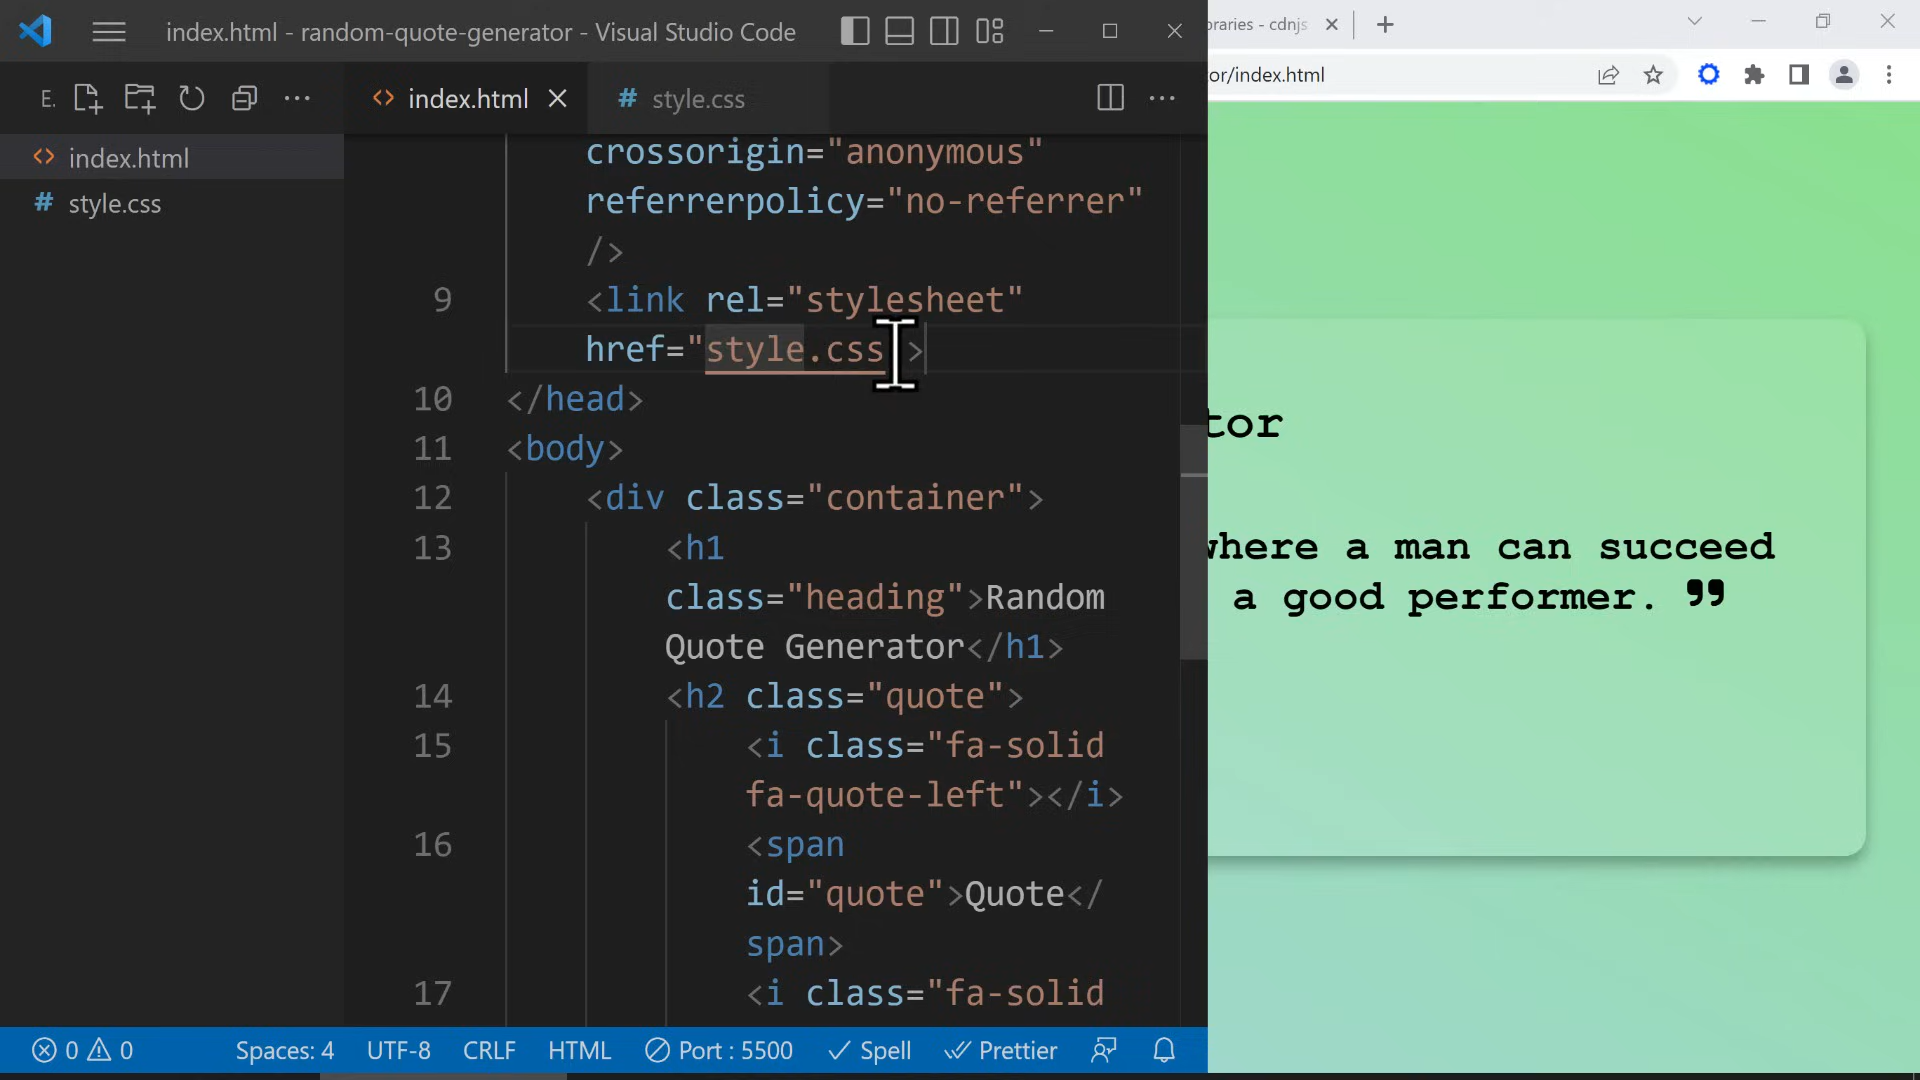 index.html - random-quote-generator - Visual Studio Code
E.
index.html
style.css
index.html
style.css
crossorigin="anonymous"
referrerpolicy="no-referrer"
/>
9 <link rel="stylesheet"
href="style.css">
10 </head>
11 <body>
12 <div class="container">
13 <h1
class="heading">Random
Quote Generator</h1>
14 <h2 class="quote">
15 <i class="fa-solid
fa-quote-left"></i>
16 <span
id="quote">Quote</
span>
17 <i class="fa-solid
0 0
Spaces: 4 UTF-8 CRLF HTML Port : 5500 Spell Prettier
braries - cdnjs
or/index.html
tor
where a man can succeed
a good performer. ”